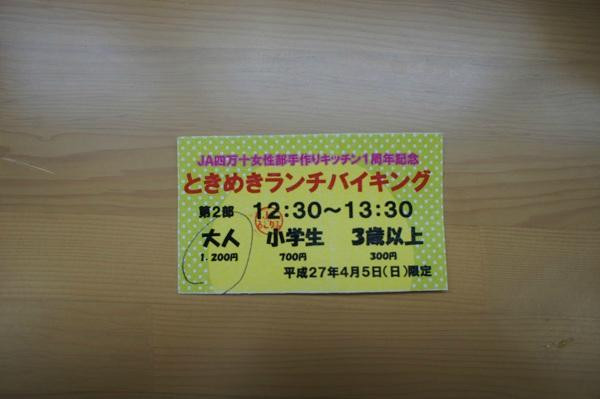 JA四万十女性部手作りキッチン1周年記念
ときめきランチバイキング
第2部 12:30～13:30
大人 小学生 3歳以上
1,200円 700円 300円
平成27年4月5日(日)限定